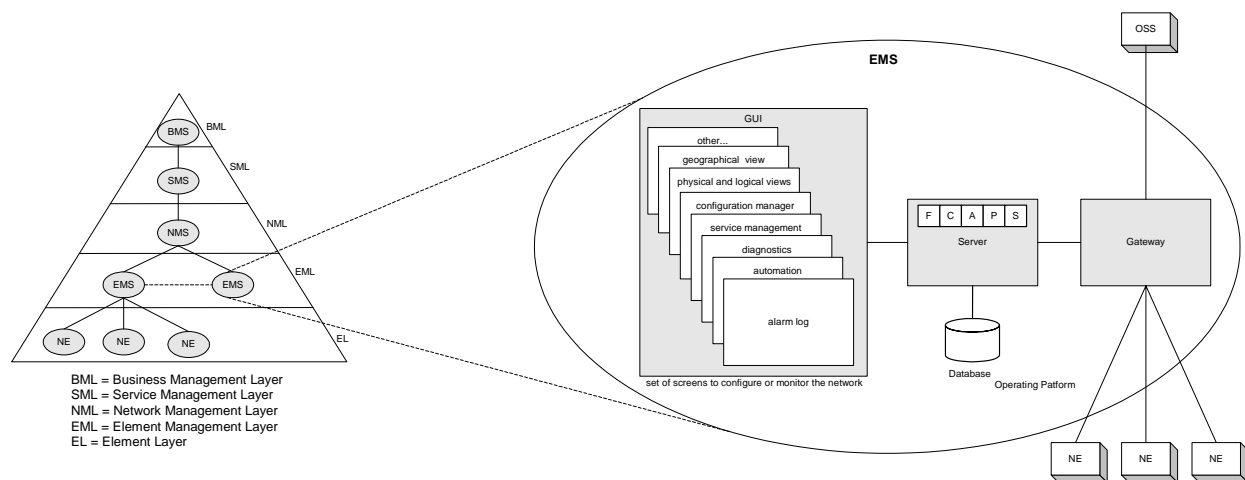 BMS
BML
SMS
SML
NMS
NML
EMS
EMS
EML
NE
NE
NE
EL
BML = Business Management Layer
SML = Service Management Layer
NML = Network Management Layer
EML = Element Management Layer
EL = Element Layer
EMS
GUI
other...
geographical view
physical and logical views
configuration manager
service management
diagnostics
automation
alarm log
set of screens to configure or monitor the network
F C A P S
Server
Database
Operating Patform
Gateway
OSS
NE
NE
NE